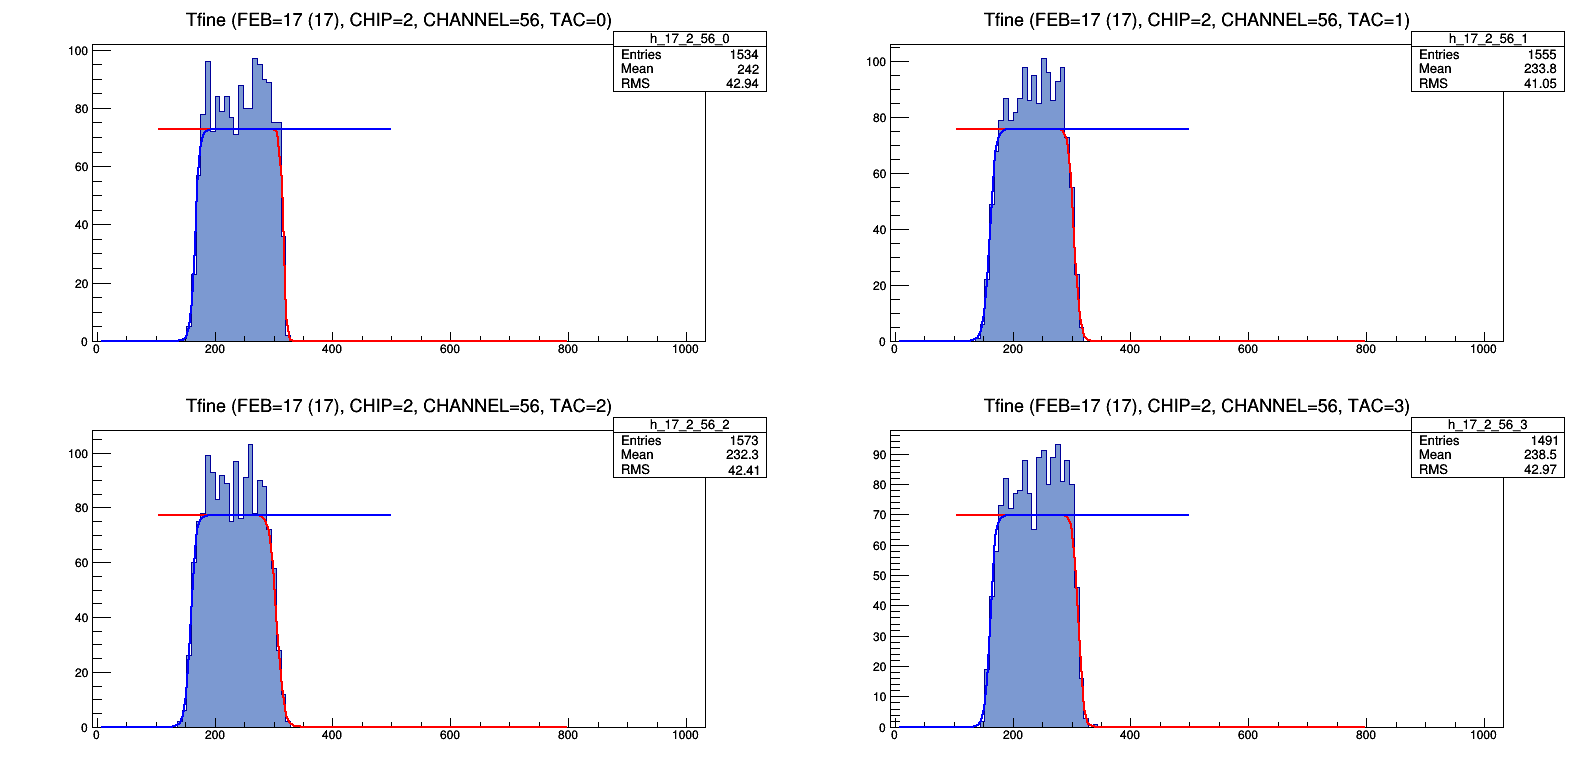 Tfine (FEB=17 (17), CHIP=2, CHANNEL=56, TAC=0)
h_17_2_56_0
Entries 1534
Mean 242
RMS 42.94
100
80
60
40
20
0
0 200 400 600 800 1000
Tfine (FEB=17 (17), CHIP=2, CHANNEL=56, TAC=1)
h_17_2_56_1
Entries 1555
Mean 233.8
RMS 41.05
100
80
60
40
20
0
0 200 400 600 800 1000
Tfine (FEB=17 (17), CHIP=2, CHANNEL=56, TAC=2)
h_17_2_56_2
Entries 1573
Mean 232.3
RMS 42.41
100
80
60
40
20
0
0 200 400 600 800 1000
Tfine (FEB=17 (17), CHIP=2, CHANNEL=56, TAC=3)
h_17_2_56_3
Entries 1491
Mean 238.5
RMS 42.97
90
80
70
60
50
40
30
20
10
0
0 200 400 600 800 1000